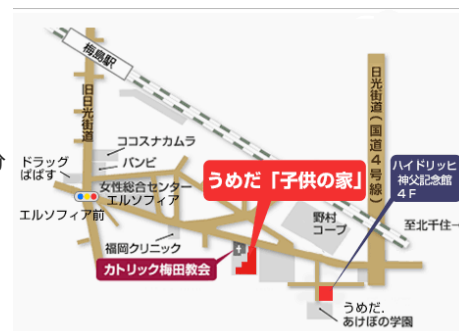 梅島駅
旧日光街道
日光街道(国道4号線)
分
ココスナカムラ
バンビ
ドラッグ
ぱぱす
女性総合センター
エルソフィア
エルソフィア前
うめだ「子供の家」
ハイドリッヒ
神父記念館
4F
野村
コープ
至北千住→
福岡クリニック
カトリック梅田教会
うめだ.
あけぼの学園